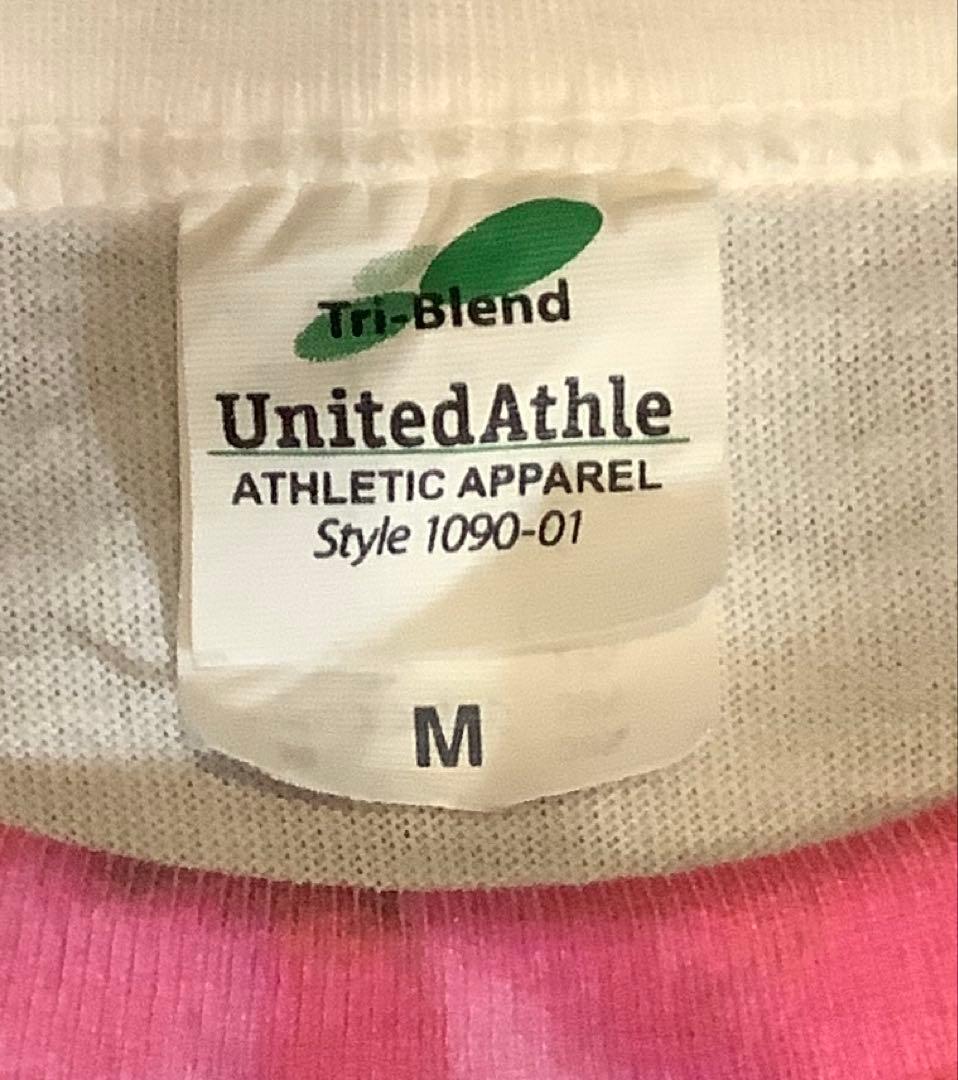 Tri-Blend
UnitedAthle
ATHLETIC APPAREL
Style 1090-01
M